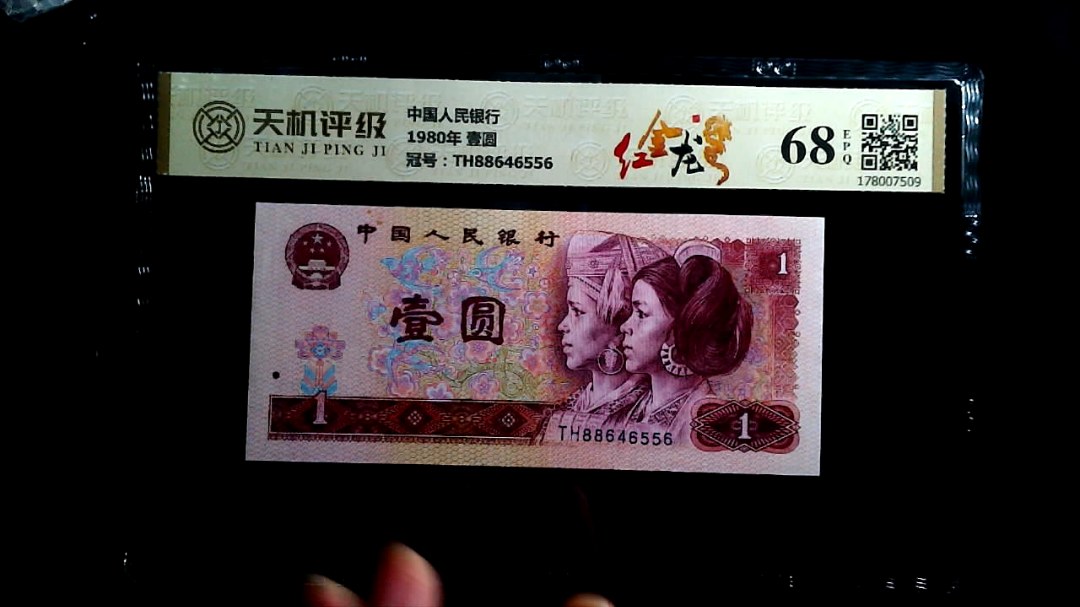 天机评级
TIAN JI PING JI
中国人民银行
1980年 壹圆
冠号：TH88646556
红金龙
68
EPQ
178007509
中国人民银行
1
壹圆
1
TH88646556
1